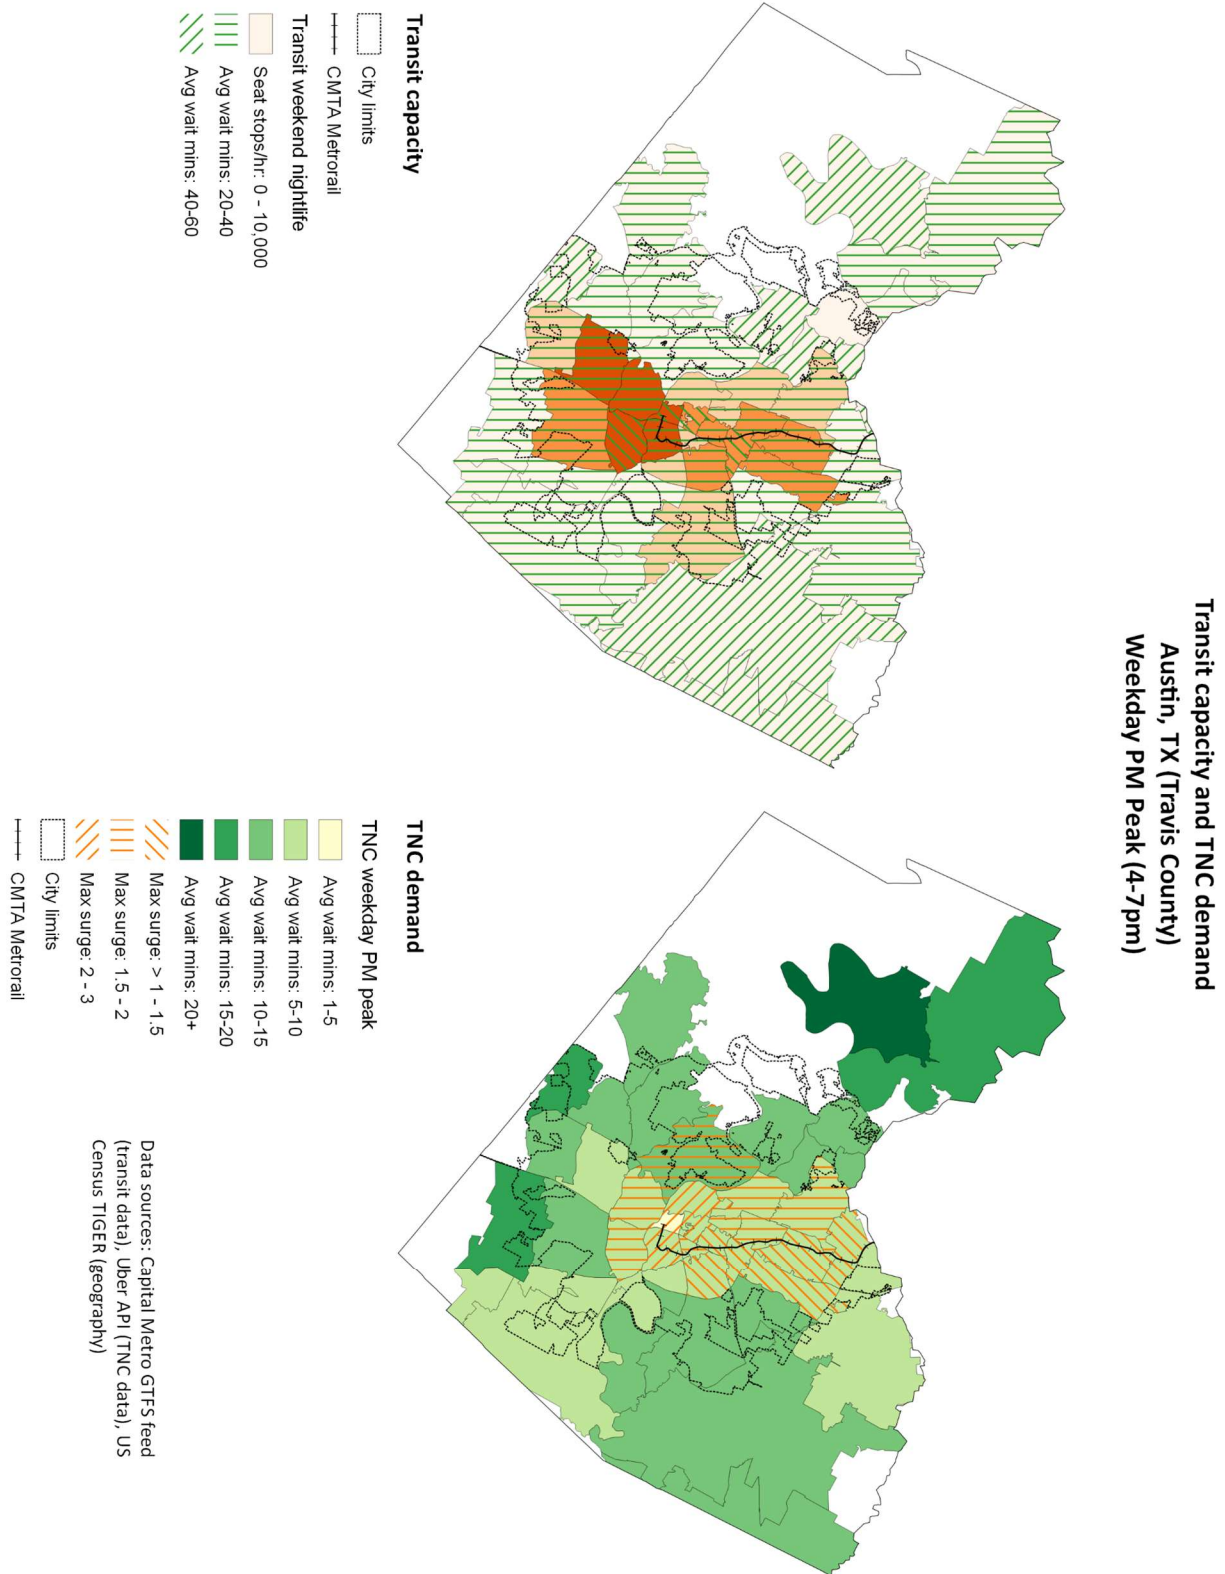 Transit capacity and TNC demand
Austin, TX (Travis County)
Weekday PM Peak (4-7pm)
Transit capacity
City limits
CMTA Metrorail
Transit weekend nightlife
Seat stops/hr: 0 - 10,000
Avg wait mins: 20-40
Avg wait mins: 40-60
TNC demand
TNC weekday PM peak
Avg wait mins: 1-5
Avg wait mins: 5-10
Avg wait mins: 10-15
Avg wait mins: 15-20
Avg wait mins: 20+
Max surge: > 1 - 1.5
Max surge: 1.5 - 2
Max surge: 2 - 3
City limits
CMTA Metrorail
Data sources: Capital Metro GTFS feed
(transit data), Uber API (TNC data), US
Census TIGER (geography)